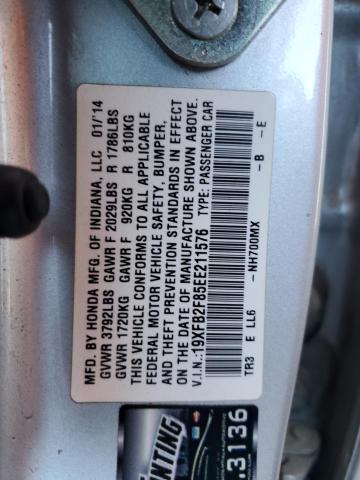 MFD. BY HONDA MFG. OF INDIANA, LLC 01/'14
GVWR 3792LBS GAWR F 2029LBS R 1786LBS
GVWR 1720KG GAWR F 920KG R 810KG
THIS VEHICLE CONFORMS TO ALL APPLICABLE
FEDERAL MOTOR VEHICLE SAFETY, BUMPER,
AND THEFT PREVENTION STANDARDS IN EFFECT
ON THE DATE OF MANUFACTURE SHOWN ABOVE.
V.I.N.: 19XFB2F85EE211576 TYPE: PASSENGER CAR
TR3 E LL6 -NH700MX -B -E
.3136